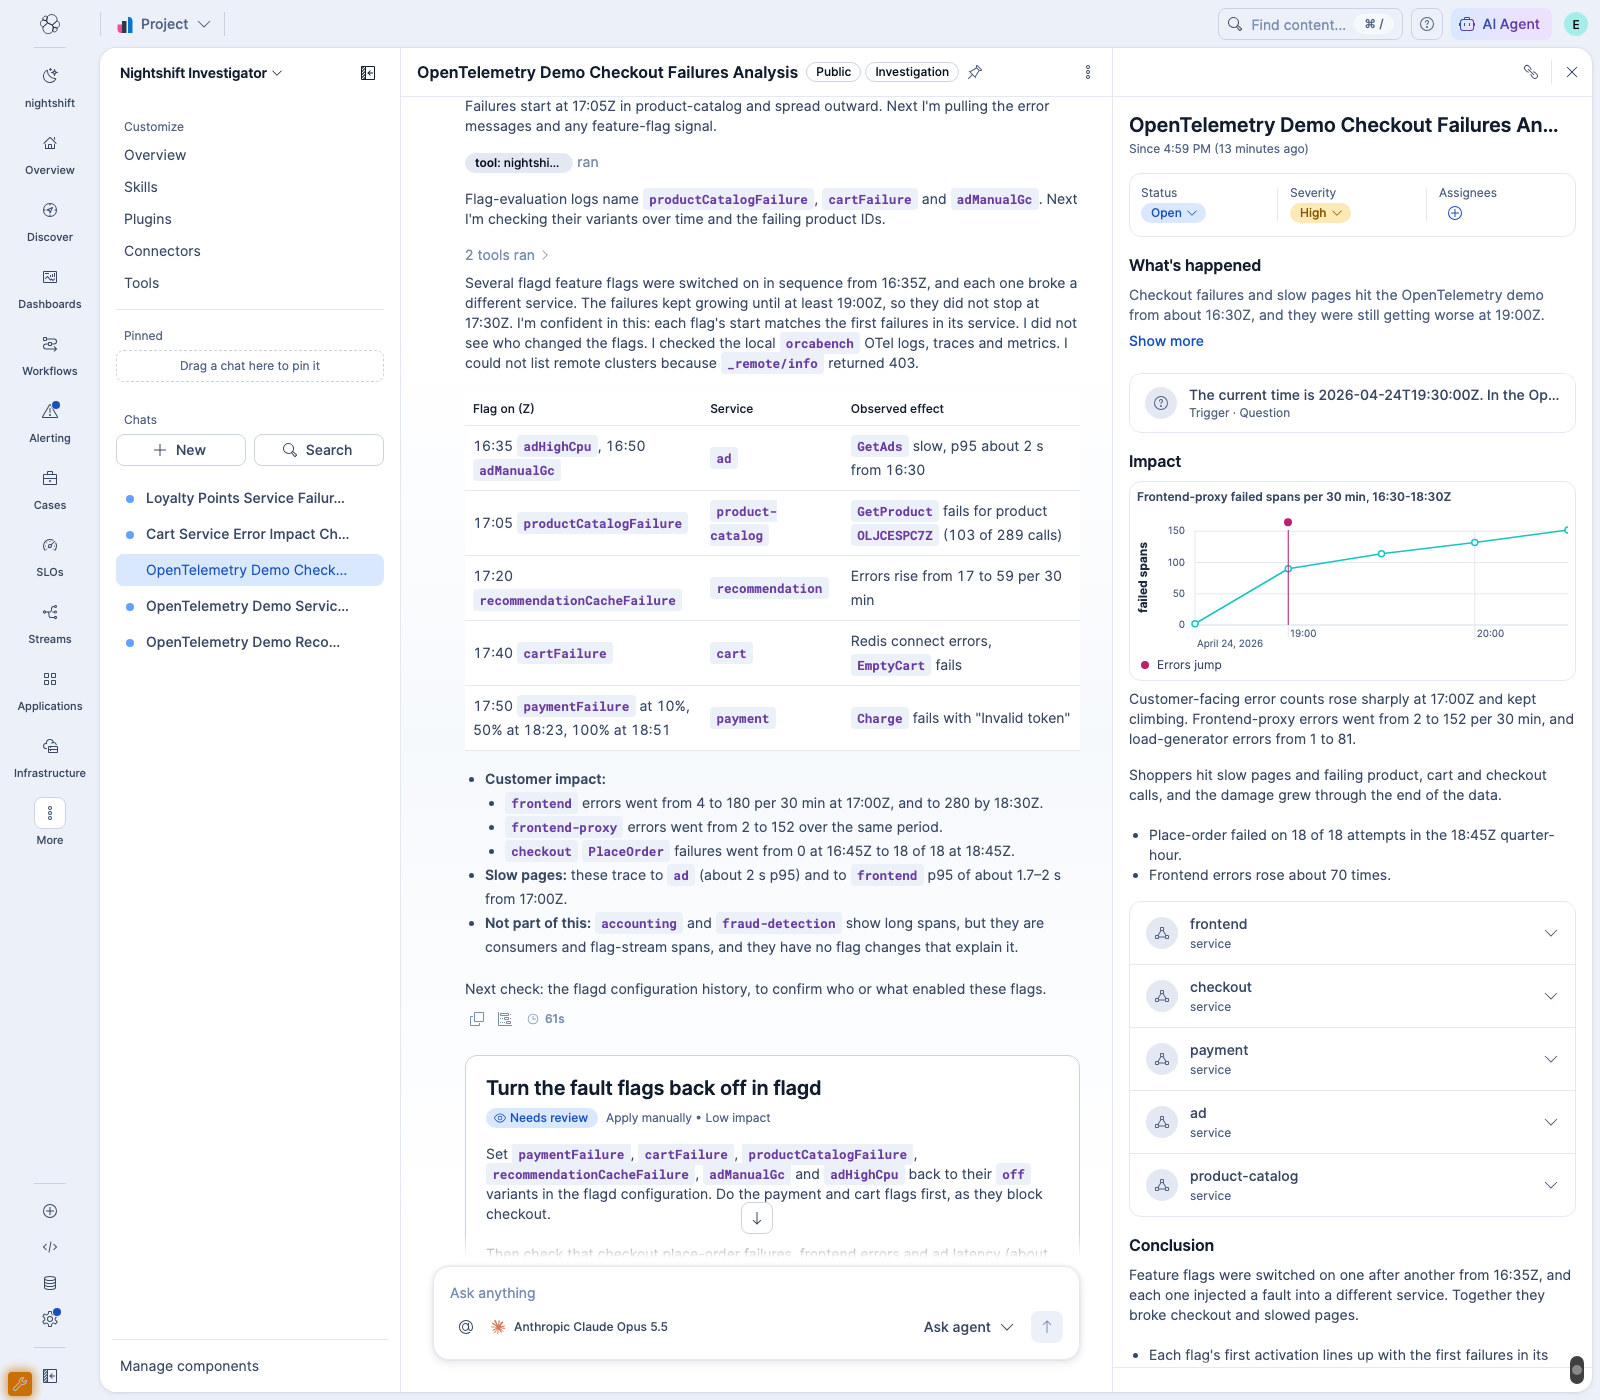 Project
Find content...
⌘ /
AI Agent
E
nightshift
Overview
Discover
Dashboards
Workflows
Alerting
Cases
SLOs
Streams
Applications
Infrastructure
More
Nightshift Investigator
Customize
Overview
Skills
Plugins
Connectors
Tools
Pinned
Drag a chat here to pin it
Chats
New
Search
Loyalty Points Service Failur...
Cart Service Error Impact Ch...
OpenTelemetry Demo Check...
OpenTelemetry Demo Servic...
OpenTelemetry Demo Reco...
Manage components
OpenTelemetry Demo Checkout Failures Analysis
Public
Investigation
Failures start at 17:05Z in product-catalog and spread outward. Next I'm pulling the error
messages and any feature-flag signal.
tool: nightshi... ran
Flag-evaluation logs name productCatalogFailure , cartFailure and adManualGc . Next
I'm checking their variants over time and the failing product IDs.
2 tools ran
Several flagd feature flags were switched on in sequence from 16:35Z, and each one broke a
different service. The failures kept growing until at least 19:00Z, so they did not stop at
17:30Z. I'm confident in this: each flag's start matches the first failures in its service. I did not
see who changed the flags. I checked the local orcabench OTel logs, traces and metrics. I
could not list remote clusters because _remote/info returned 403.
Flag on (Z) Service Observed effect
16:35 adHighCpu , 16:50
adManualGc
ad
GetAds slow, p95 about 2 s
from 16:30
17:05 productCatalogFailure
product-
catalog
GetProduct fails for product
OLJCESPC7Z (103 of 289 calls)
17:20
recommendationCacheFailure
recommendation
Errors rise from 17 to 59 per 30
min
17:40 cartFailure
cart
Redis connect errors,
EmptyCart fails
17:50 paymentFailure at 10%,
50% at 18:23, 100% at 18:51
payment
Charge fails with "Invalid token"
Customer impact:
frontend errors went from 4 to 180 per 30 min at 17:00Z, and to 280 by 18:30Z.
frontend-proxy errors went from 2 to 152 over the same period.
checkout PlaceOrder failures went from 0 at 16:45Z to 18 of 18 at 18:45Z.
Slow pages: these trace to ad (about 2 s p95) and to frontend p95 of about 1.7–2 s
from 17:00Z.
Not part of this: accounting and fraud-detection show long spans, but they are
consumers and flag-stream spans, and they have no flag changes that explain it.
Next check: the flagd configuration history, to confirm who or what enabled these flags.
61s
Turn the fault flags back off in flagd
Needs review
Apply manually • Low impact
Set paymentFailure , cartFailure , productCatalogFailure ,
recommendationCacheFailure , adManualGc and adHighCpu back to their off
variants in the flagd configuration. Do the payment and cart flags first, as they block
checkout.
Then check that checkout place-order failures, frontend errors and ad latency (about
Ask anything
@
Anthropic Claude Opus 5.5
Ask agent
OpenTelemetry Demo Checkout Failures An...
Since 4:59 PM (13 minutes ago)
Status
Open
Severity
High
Assignees
What's happened
Checkout failures and slow pages hit the OpenTelemetry demo
from about 16:30Z, and they were still getting worse at 19:00Z.
Show more
The current time is 2026-04-24T19:30:00Z. In the Op...
Trigger · Question
Impact
Frontend-proxy failed spans per 30 min, 16:30-18:30Z
failed spans
150
100
50
0
19:00
20:00
April 24, 2026
Errors jump
Customer-facing error counts rose sharply at 17:00Z and kept
climbing. Frontend-proxy errors went from 2 to 152 per 30 min, and
load-generator errors from 1 to 81.
Shoppers hit slow pages and failing product, cart and checkout
calls, and the damage grew through the end of the data.
Place-order failed on 18 of 18 attempts in the 18:45Z quarter-
hour.
Frontend errors rose about 70 times.
frontend
service
checkout
service
payment
service
ad
service
product-catalog
service
Conclusion
Feature flags were switched on one after another from 16:35Z, and
each one injected a fault into a different service. Together they
broke checkout and slowed pages.
Each flag's first activation lines up with the first failures in its